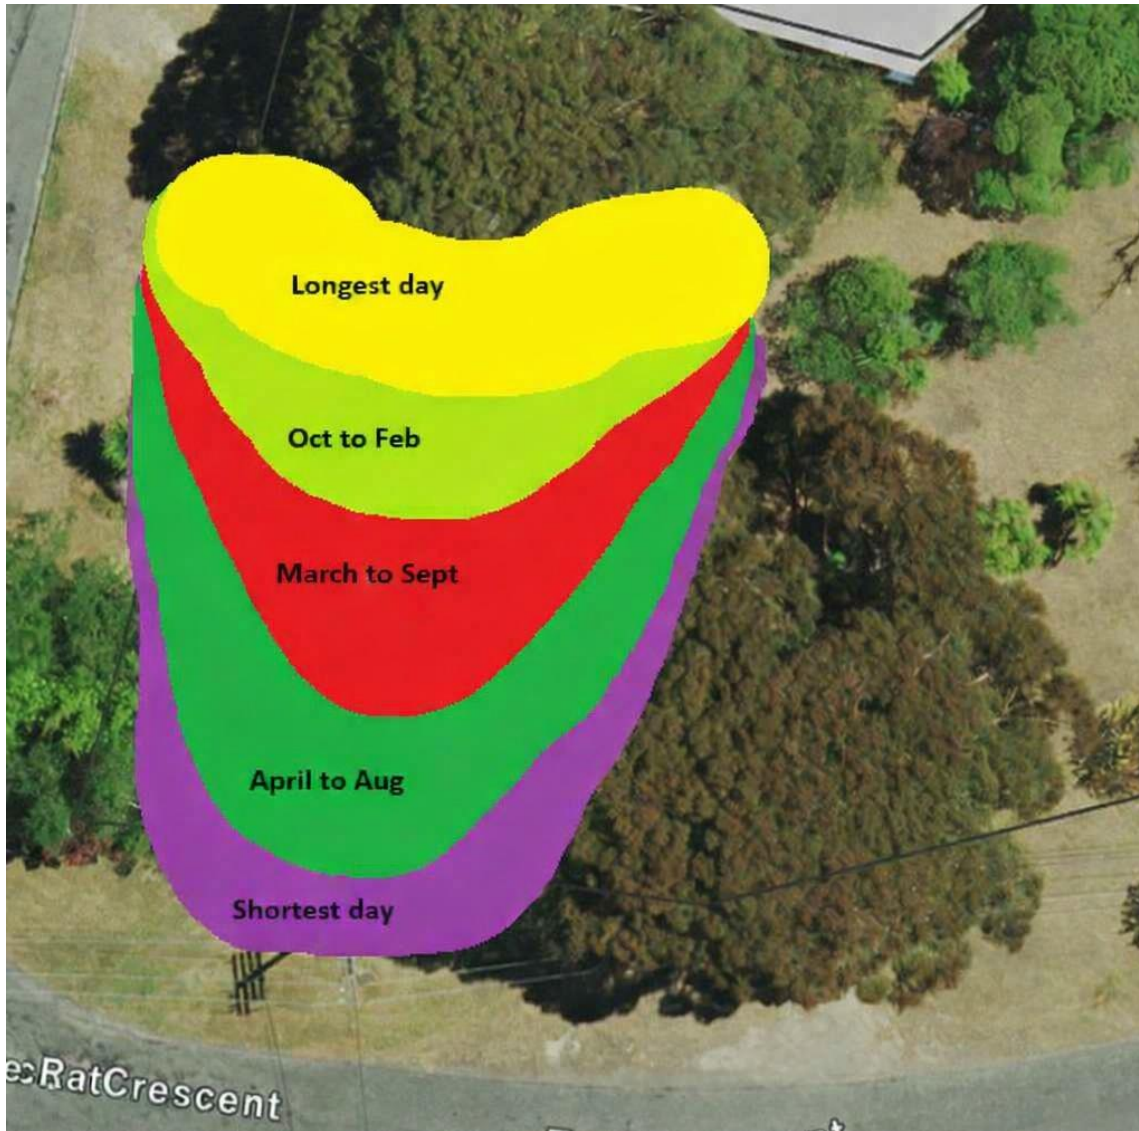 Longest day
Oct to Feb
March to Sept
April to Aug
Shortest day
RatCrescent